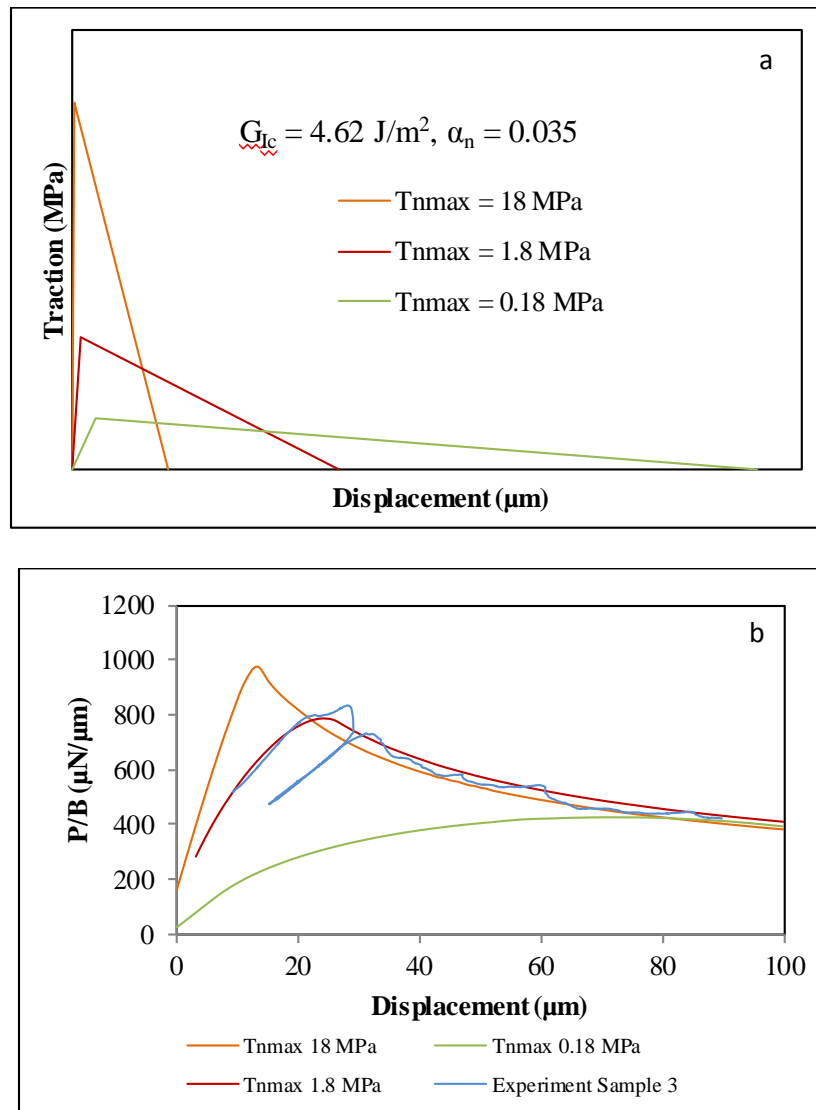 a
Traction (MPa)
G_Ic = 4.62 J/m², α_n = 0.035
Tnmax = 18 MPa
Tnmax = 1.8 MPa
Tnmax = 0.18 MPa
Displacement (µm)
b
P/B (µN/µm)
1200
1000
800
600
400
200
0
0 20 40 60 80 100
Displacement (µm)
Tnmax 18 MPa Tnmax 0.18 MPa
Tnmax 1.8 MPa Experiment Sample 3